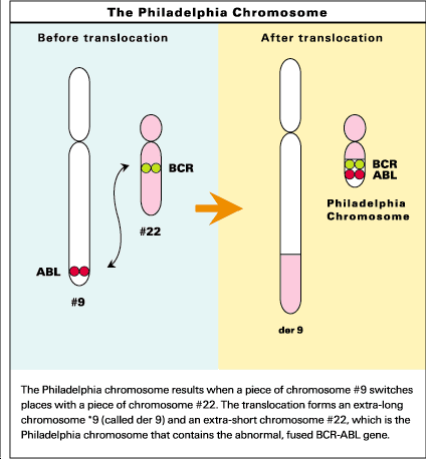 The Philadelphia Chromosome
Before translocation
After translocation
BCR
BCR
ABL
Philadelphia
Chromosome
#22
ABL
#9
der 9
The Philadelphia chromosome results when a piece of chromosome #9 switches
places with a piece of chromosome #22. The translocation forms an extra-long
chromosome *9 (called der 9) and an extra-short chromosome #22, which is the
Philadelphia chromosome that contains the abnormal, fused BCR-ABL gene.